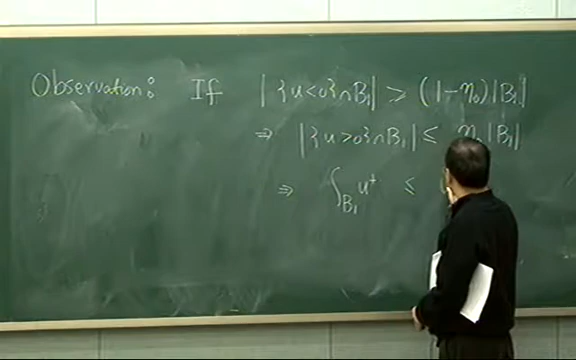 Observation: If |{u<0}∩B₁| ⩾ (1-η₀)|B₁|
⇒ |{u>0}∩B₁| ≤ η₀|B₁|
⇒ ∫_{B₁} u⁺ ≤